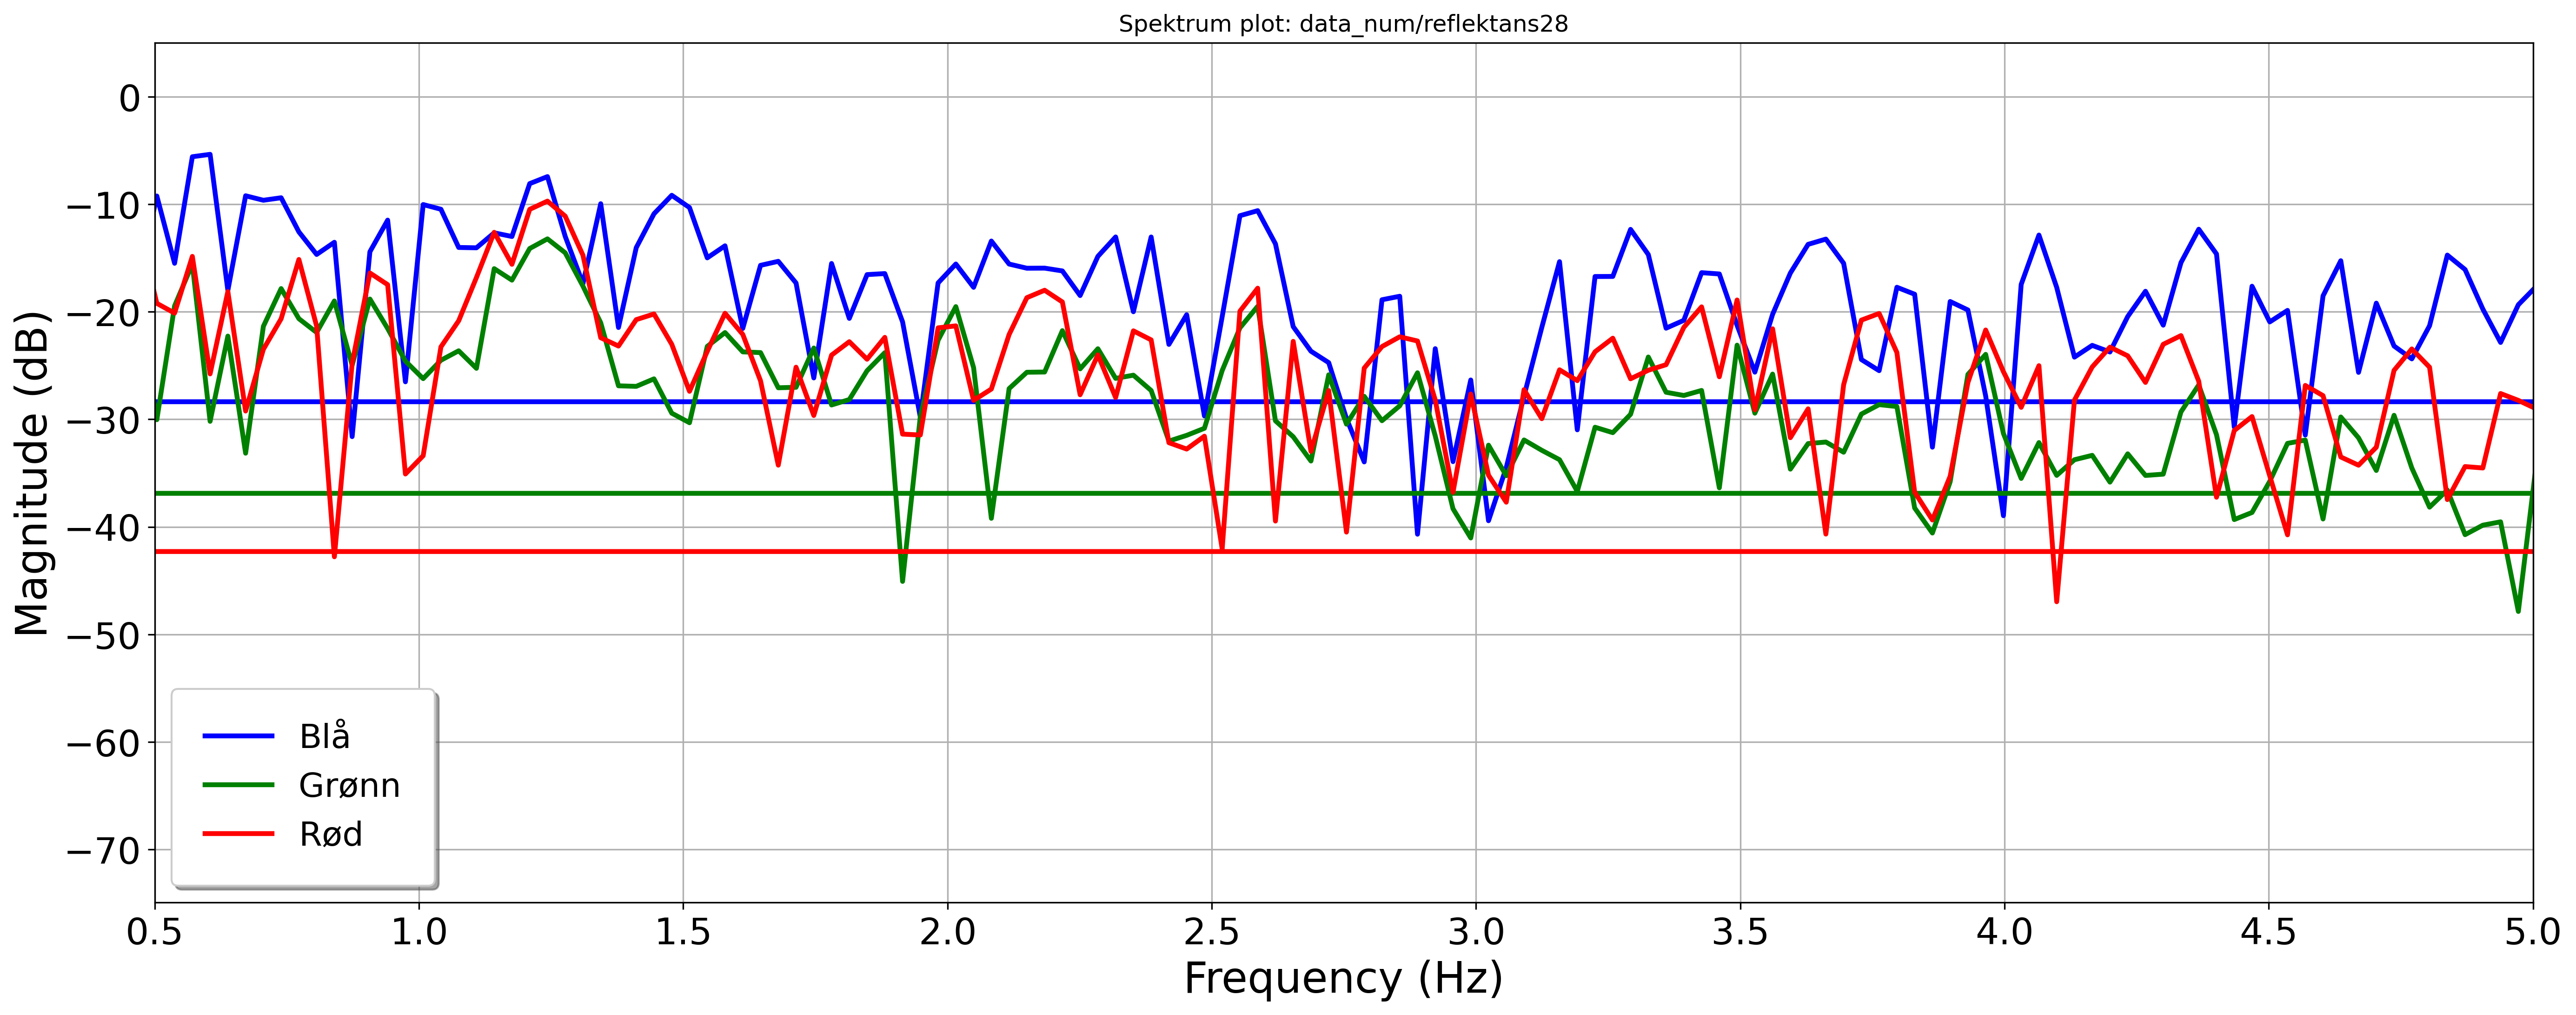 Spektrum plot: data_num/reflektans28
Magnitude (dB)
0
−10
−20
−30
−40
−50
−60
−70
Blå
Grønn
Rød
0.5 1.0 1.5 2.0 2.5 3.0 3.5 4.0 4.5 5.0
Frequency (Hz)